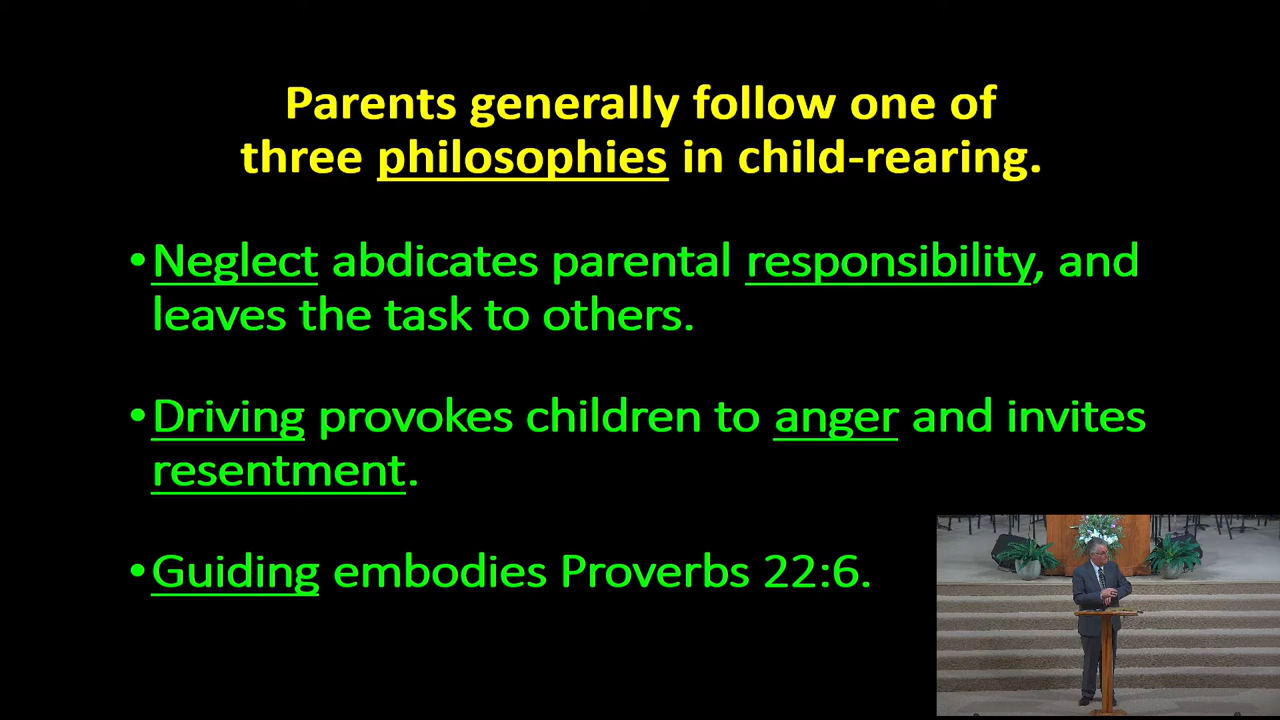 Parents generally follow one of
three philosophies in child-rearing.
•Neglect abdicates parental responsibility, and
leaves the task to others.
•Driving provokes children to anger and invites
resentment.
•Guiding embodies Proverbs 22:6.